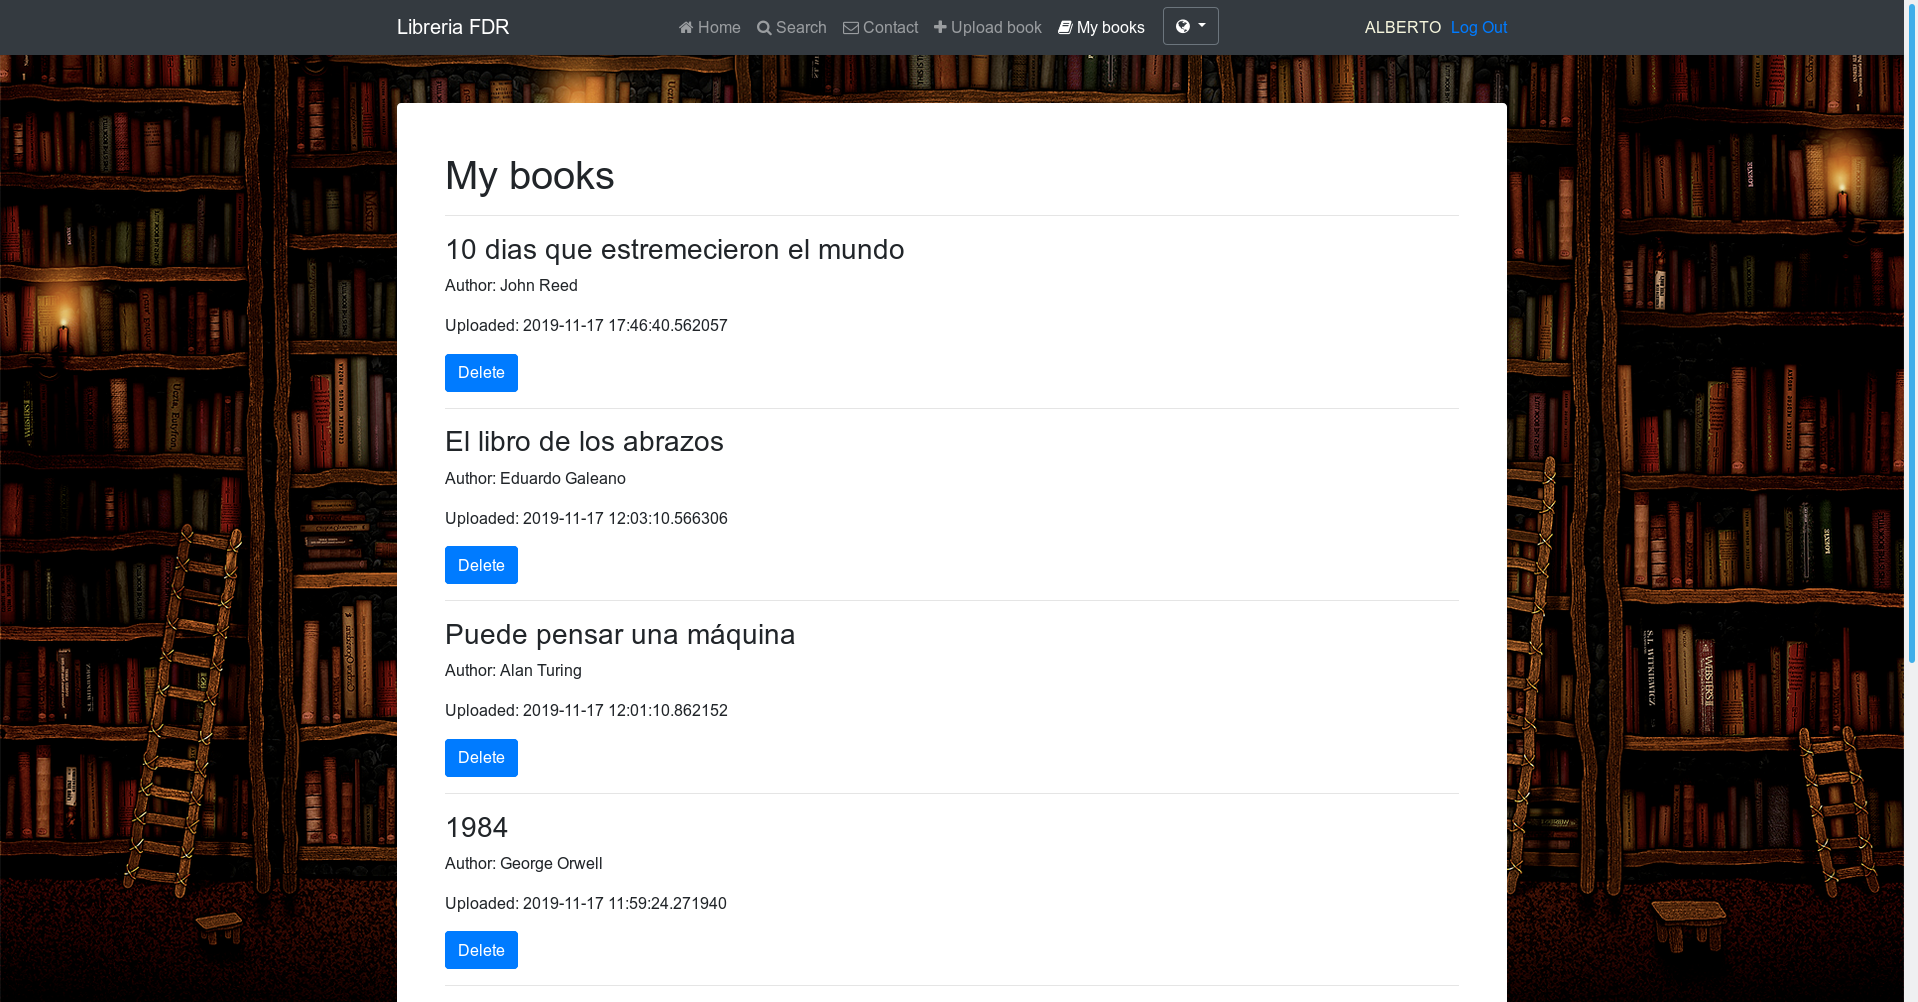 Libreria FDR
Home Search Contact Upload book My books
ALBERTO Log Out
My books
10 dias que estremecieron el mundo
Author: John Reed
Uploaded: 2019-11-17 17:46:40.562057
Delete
El libro de los abrazos
Author: Eduardo Galeano
Uploaded: 2019-11-17 12:03:10.566306
Delete
Puede pensar una máquina
Author: Alan Turing
Uploaded: 2019-11-17 12:01:10.862152
Delete
1984
Author: George Orwell
Uploaded: 2019-11-17 11:59:24.271940
Delete